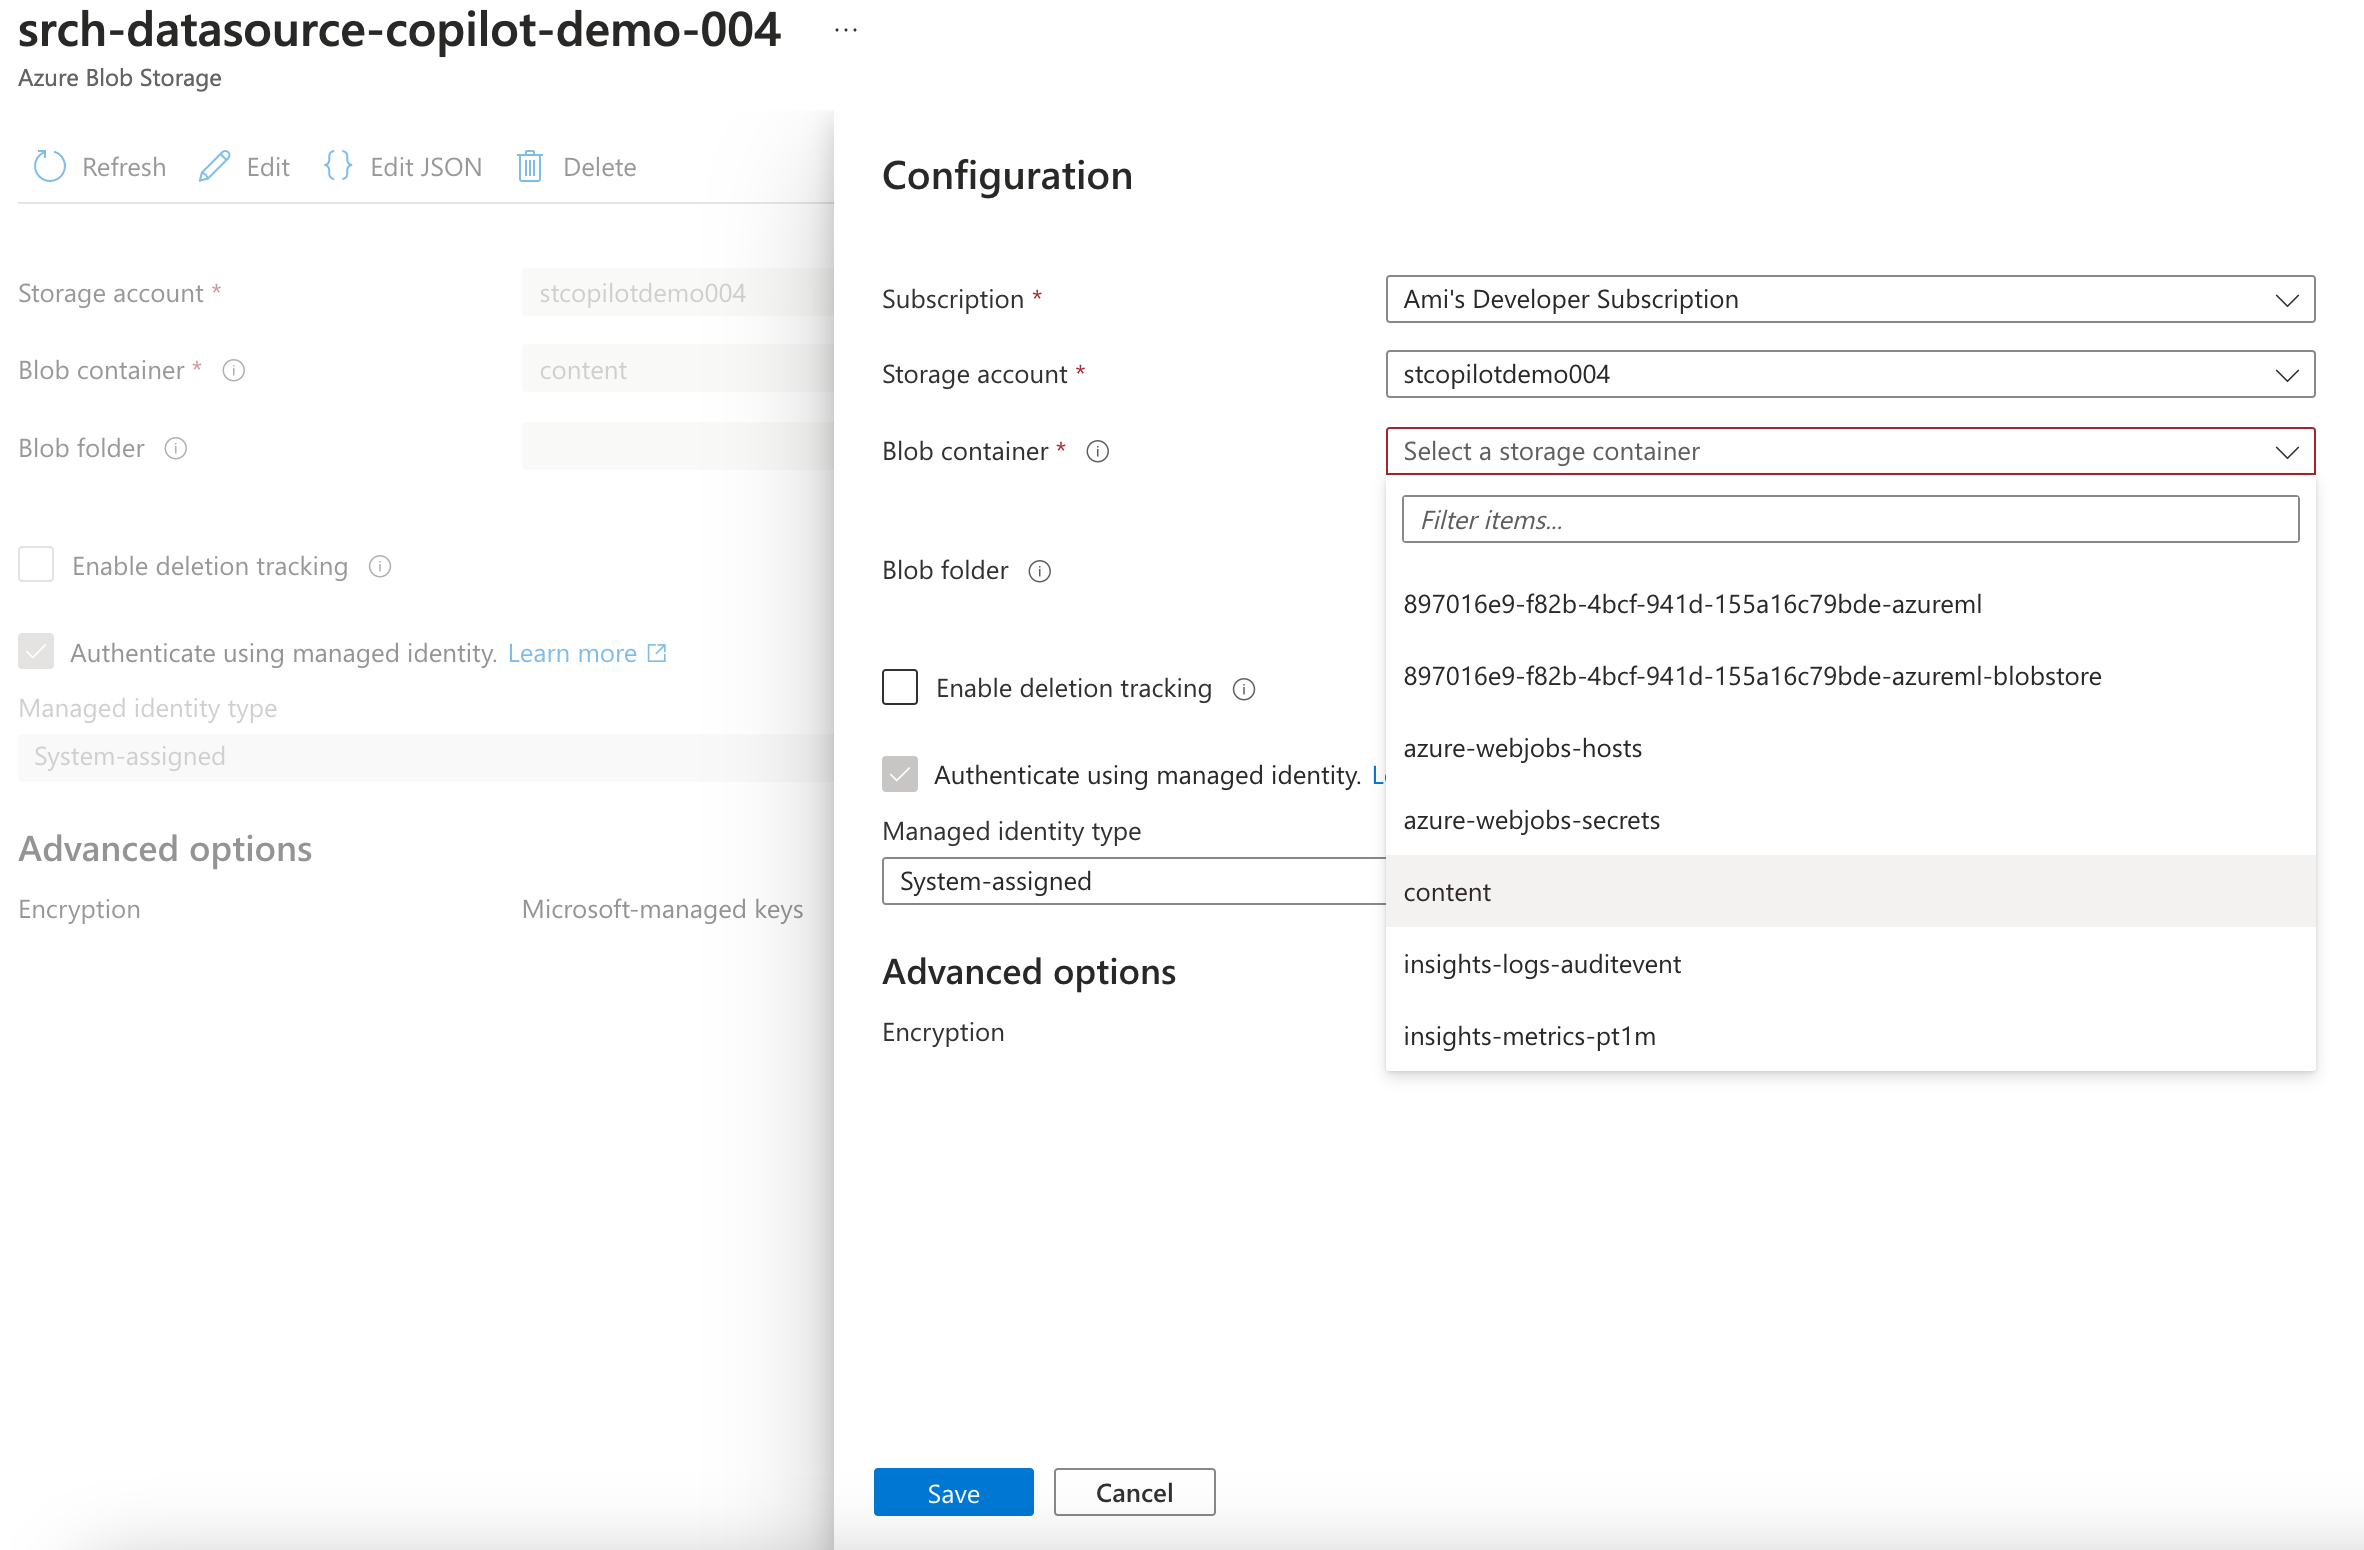 srch-datasource-copilot-demo-004 ...
Azure Blob Storage
Refresh Edit Edit JSON Delete
Storage account * stcopilotdemo004
Blob container * content
Blob folder
Enable deletion tracking
Authenticate using managed identity. Learn more
Managed identity type
System-assigned
Advanced options
Encryption Microsoft-managed keys
Configuration
Subscription * Ami's Developer Subscription
Storage account * stcopilotdemo004
Blob container * Select a storage container
Filter items...
897016e9-f82b-4bcf-941d-155a16c79bde-azureml
897016e9-f82b-4bcf-941d-155a16c79bde-azureml-blobstore
azure-webjobs-hosts
azure-webjobs-secrets
content
insights-logs-auditevent
insights-metrics-pt1m
Blob folder
Enable deletion tracking
Authenticate using managed identity.
Managed identity type
System-assigned
Advanced options
Encryption
Save Cancel